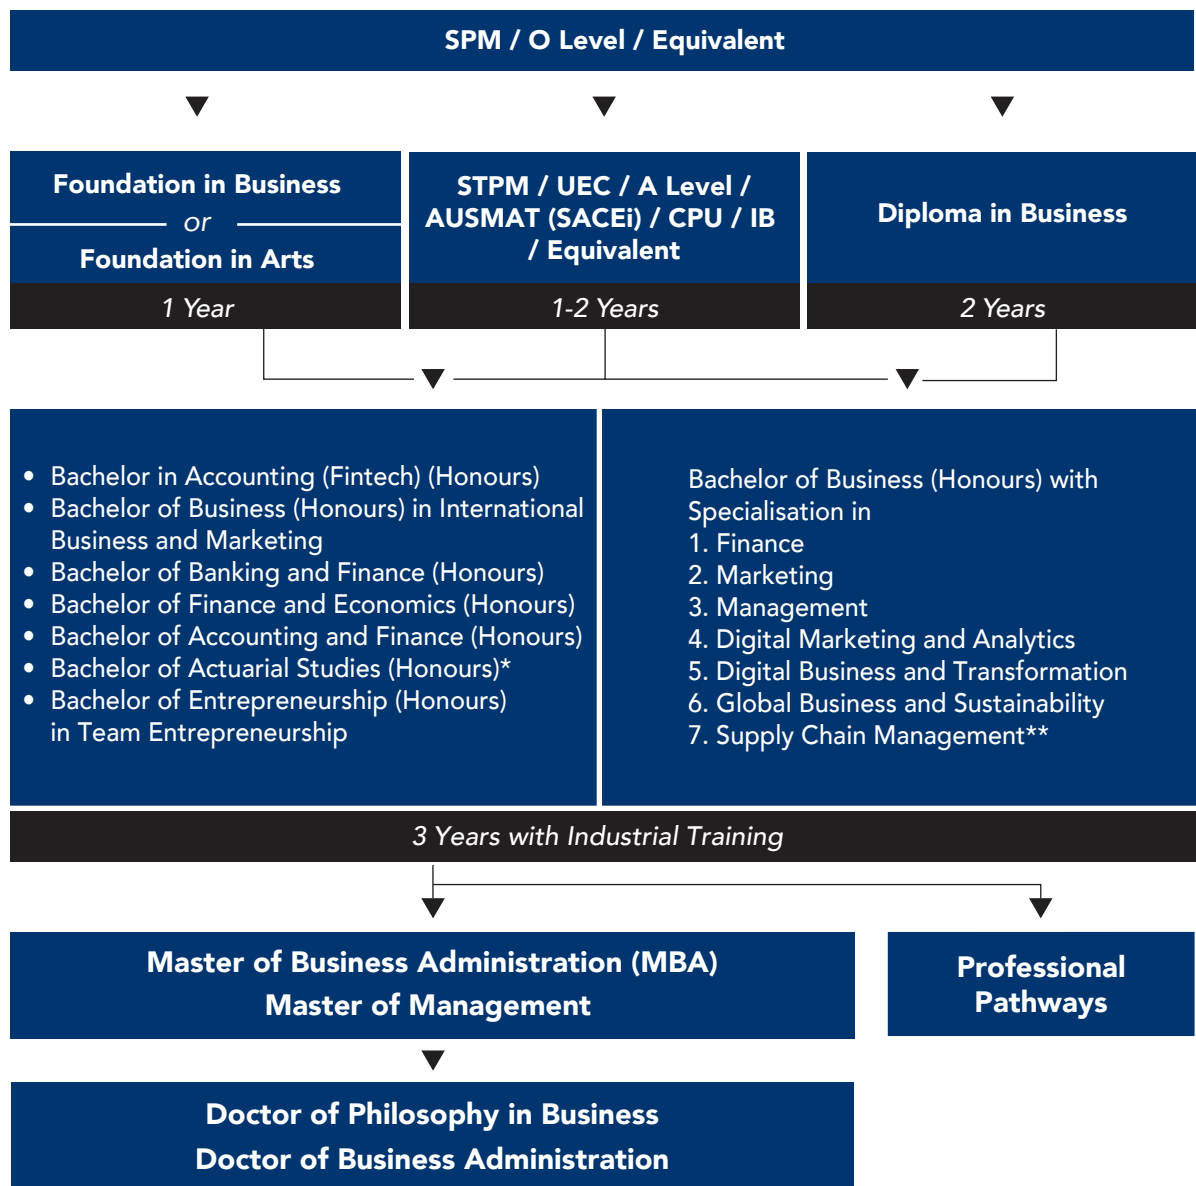 SPM / O Level / Equivalent
Foundation in Business
or
Foundation in Arts
1 Year
STPM / UEC / A Level /
AUSMAT (SACEi) / CPU / IB
/ Equivalent
1-2 Years
Diploma in Business
2 Years
• Bachelor in Accounting (Fintech) (Honours)
• Bachelor of Business (Honours) in International
Business and Marketing
• Bachelor of Banking and Finance (Honours)
• Bachelor of Finance and Economics (Honours)
• Bachelor of Accounting and Finance (Honours)
• Bachelor of Actuarial Studies (Honours)*
• Bachelor of Entrepreneurship (Honours)
in Team Entrepreneurship
Bachelor of Business (Honours) with
Specialisation in
1. Finance
2. Marketing
3. Management
4. Digital Marketing and Analytics
5. Digital Business and Transformation
6. Global Business and Sustainability
7. Supply Chain Management**
3 Years with Industrial Training
Master of Business Administration (MBA)
Master of Management
Professional
Pathways
Doctor of Philosophy in Business
Doctor of Business Administration